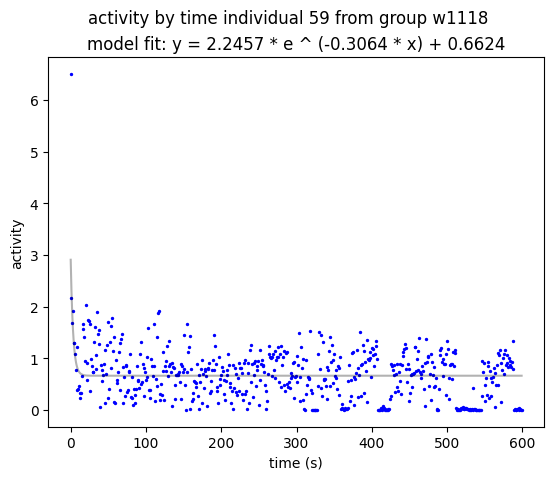 activity by time individual 59 from group w1118
model fit: y = 2.2457 * e ^ (-0.3064 * x) + 0.6624
6
5
4
3
2
1
0
activity
0 100 200 300 400 500 600
time (s)